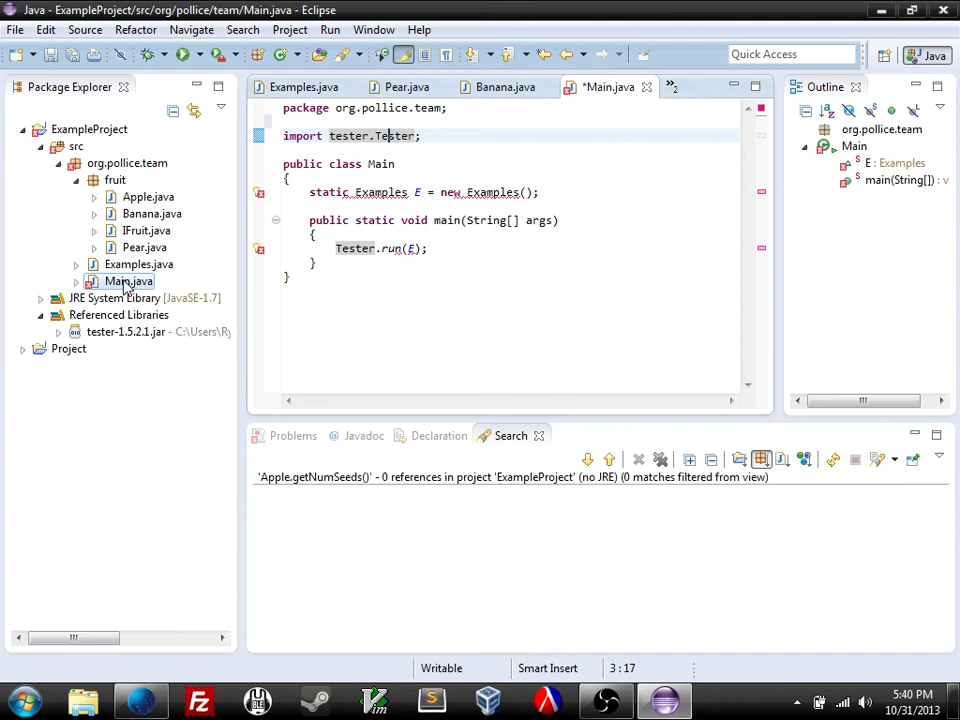 Java - ExampleProject/src/org/pollice/team/Main.java - Eclipse
File Edit Source Refactor Navigate Search Project Run Window Help
Quick Access
Java
Package Explorer
ExampleProject
src
org.pollice.team
fruit
Apple.java
Banana.java
IFruit.java
Pear.java
Examples.java
Main.java
JRE System Library [JavaSE-1.7]
Referenced Libraries
tester-1.5.2.1.jar - C:\Users\Ry
Project
Examples.java Pear.java Banana.java *Main.java »2
package org.pollice.team;
import tester.Tester;
public class Main
{
static Examples E = new Examples();
public static void main(String[] args)
{
Tester.run(E);
}
}
Outline
org.pollice.team
Main
E : Examples
main(String[]) : v
Problems @ Javadoc Declaration Search
'Apple.getNumSeeds()' - 0 references in project 'ExampleProject' (no JRE) (0 matches filtered from view)
Writable Smart Insert 3 : 17
5:40 PM
10/31/2013